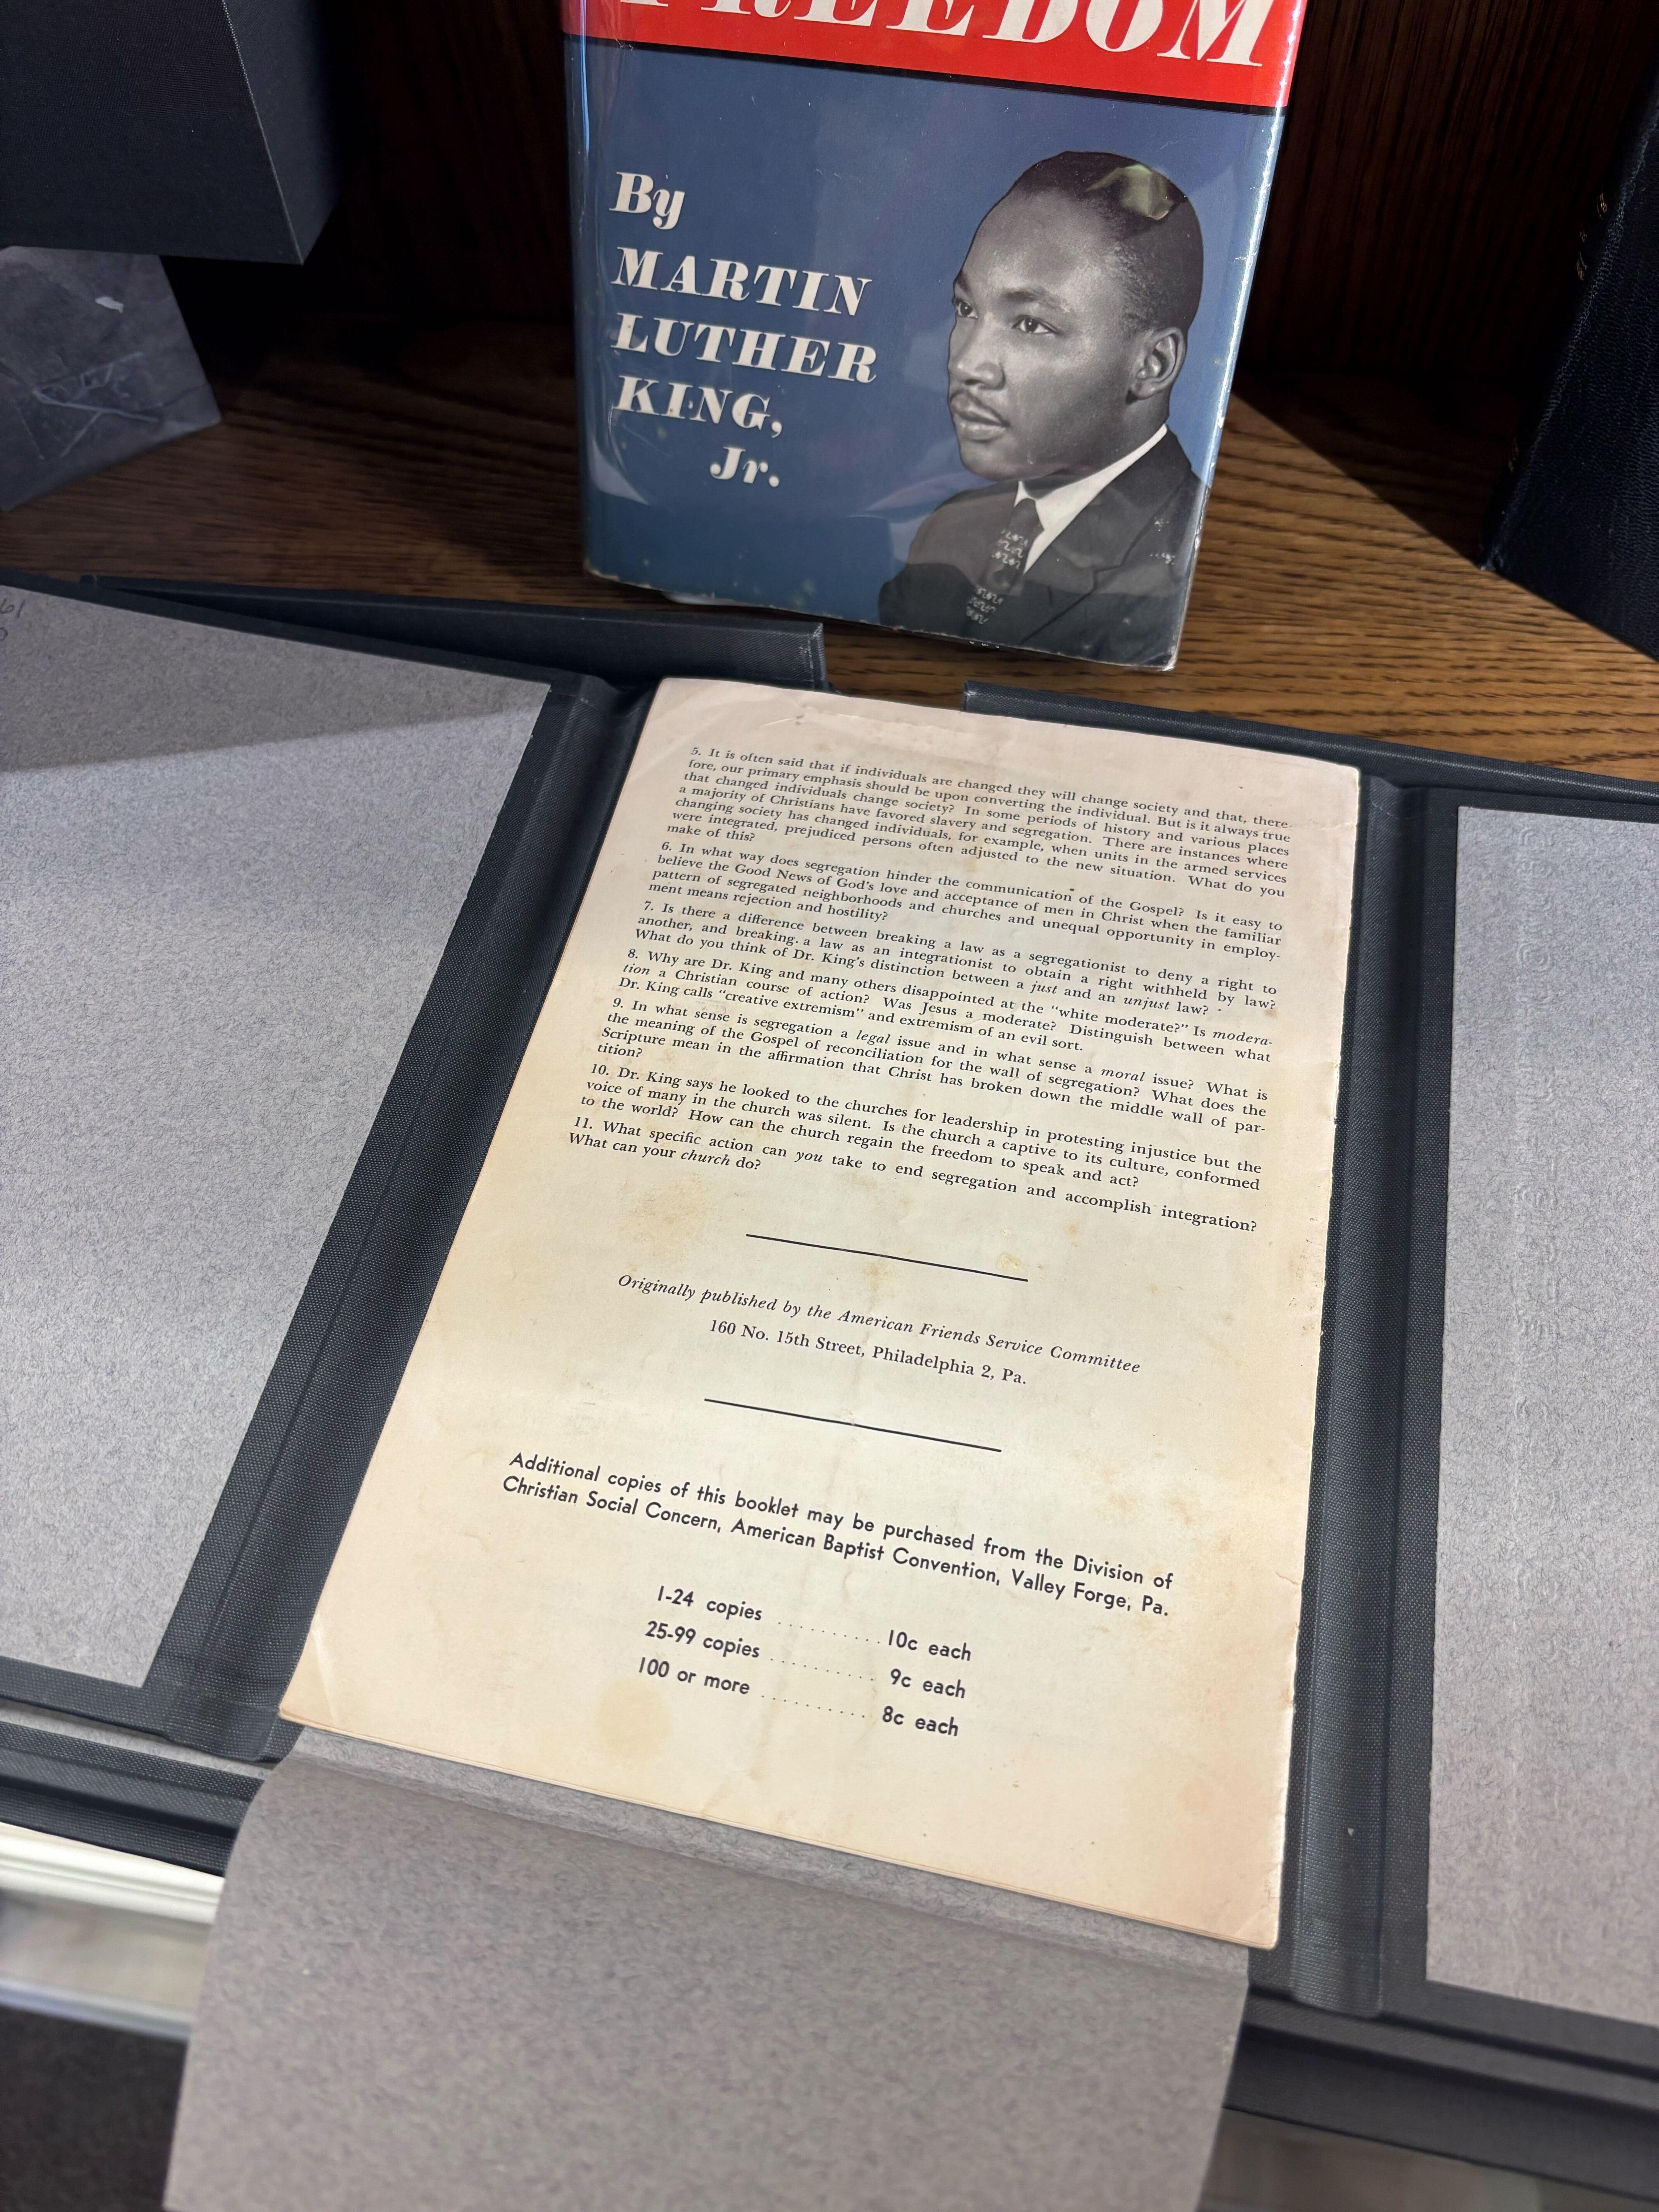 FREEDOM
By
MARTIN
LUTHER
KING,
Jr.
5. It is often said that if individuals are changed they will change society and that, there-
fore, our primary emphasis should be upon converting the individual. But is it always true
that changed individuals change society? In some periods of history and various places
a majority of Christians have favored slavery and segregation. There are instances where
changing society has changed individuals, for example, when units in the armed services
were integrated, prejudiced persons often adjusted to the new situation. What do you
make of this?
6. In what way does segregation hinder the communication of the Gospel? Is it easy to
believe the Good News of God's love and acceptance of men in Christ when the familiar
pattern of segregated neighborhoods and churches and unequal opportunity in employ-
ment means rejection and hostility?
7. Is there a difference between breaking a law as a segregationist to deny a right to
another, and breaking. a law as an integrationist to obtain a right withheld by law?
What do you think of Dr. King's distinction between a just and an unjust law?
8. Why are Dr. King and many others disappointed at the "white moderate?" Is modera-
tion a Christian course of action? Was Jesus a moderate? Distinguish between what
Dr. King calls "creative extremism" and extremism of an evil sort.
9. In what sense is segregation a legal issue and in what sense a moral issue? What is
the meaning of the Gospel of reconciliation for the wall of segregation? What does the
Scripture mean in the affirmation that Christ has broken down the middle wall of par-
tition?
10. Dr. King says he looked to the churches for leadership in protesting injustice but the
voice of many in the church was silent. Is the church a captive to its culture, conformed
to the world? How can the church regain the freedom to speak and act?
11. What specific action can you take to end segregation and accomplish integration?
What can your church do?
Originally published by the American Friends Service Committee
160 No. 15th Street, Philadelphia 2, Pa.
Additional copies of this booklet may be purchased from the Division of
Christian Social Concern, American Baptist Convention, Valley Forge, Pa.
1-24 copies .......... 10c each
25-99 copies .......... 9c each
100 or more .......... 8c each